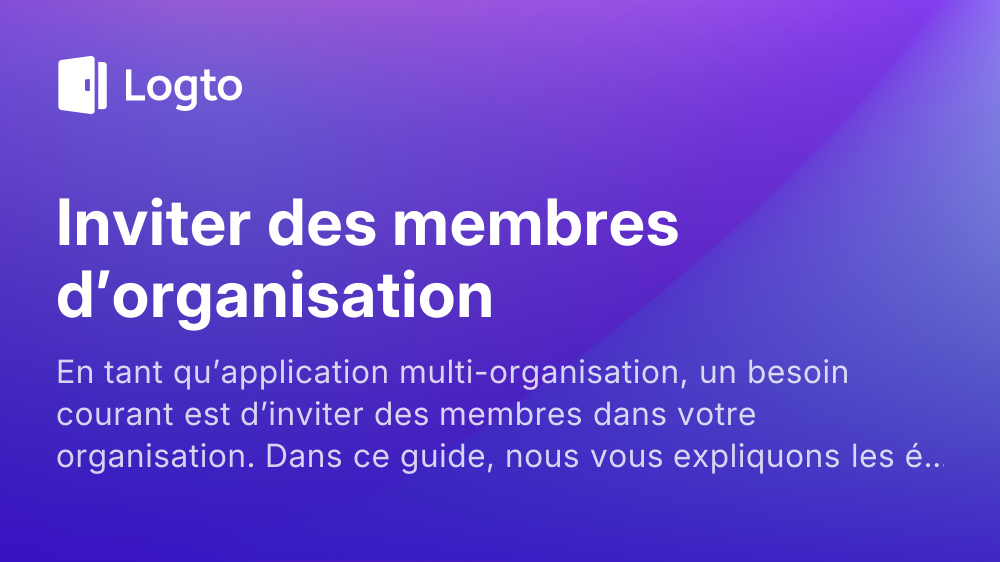 Logto
Inviter des membres
d’organisation
En tant qu’application multi-organisation, un besoin
courant est d’inviter des membres dans votre
organisation. Dans ce guide, nous vous expliquons les é...